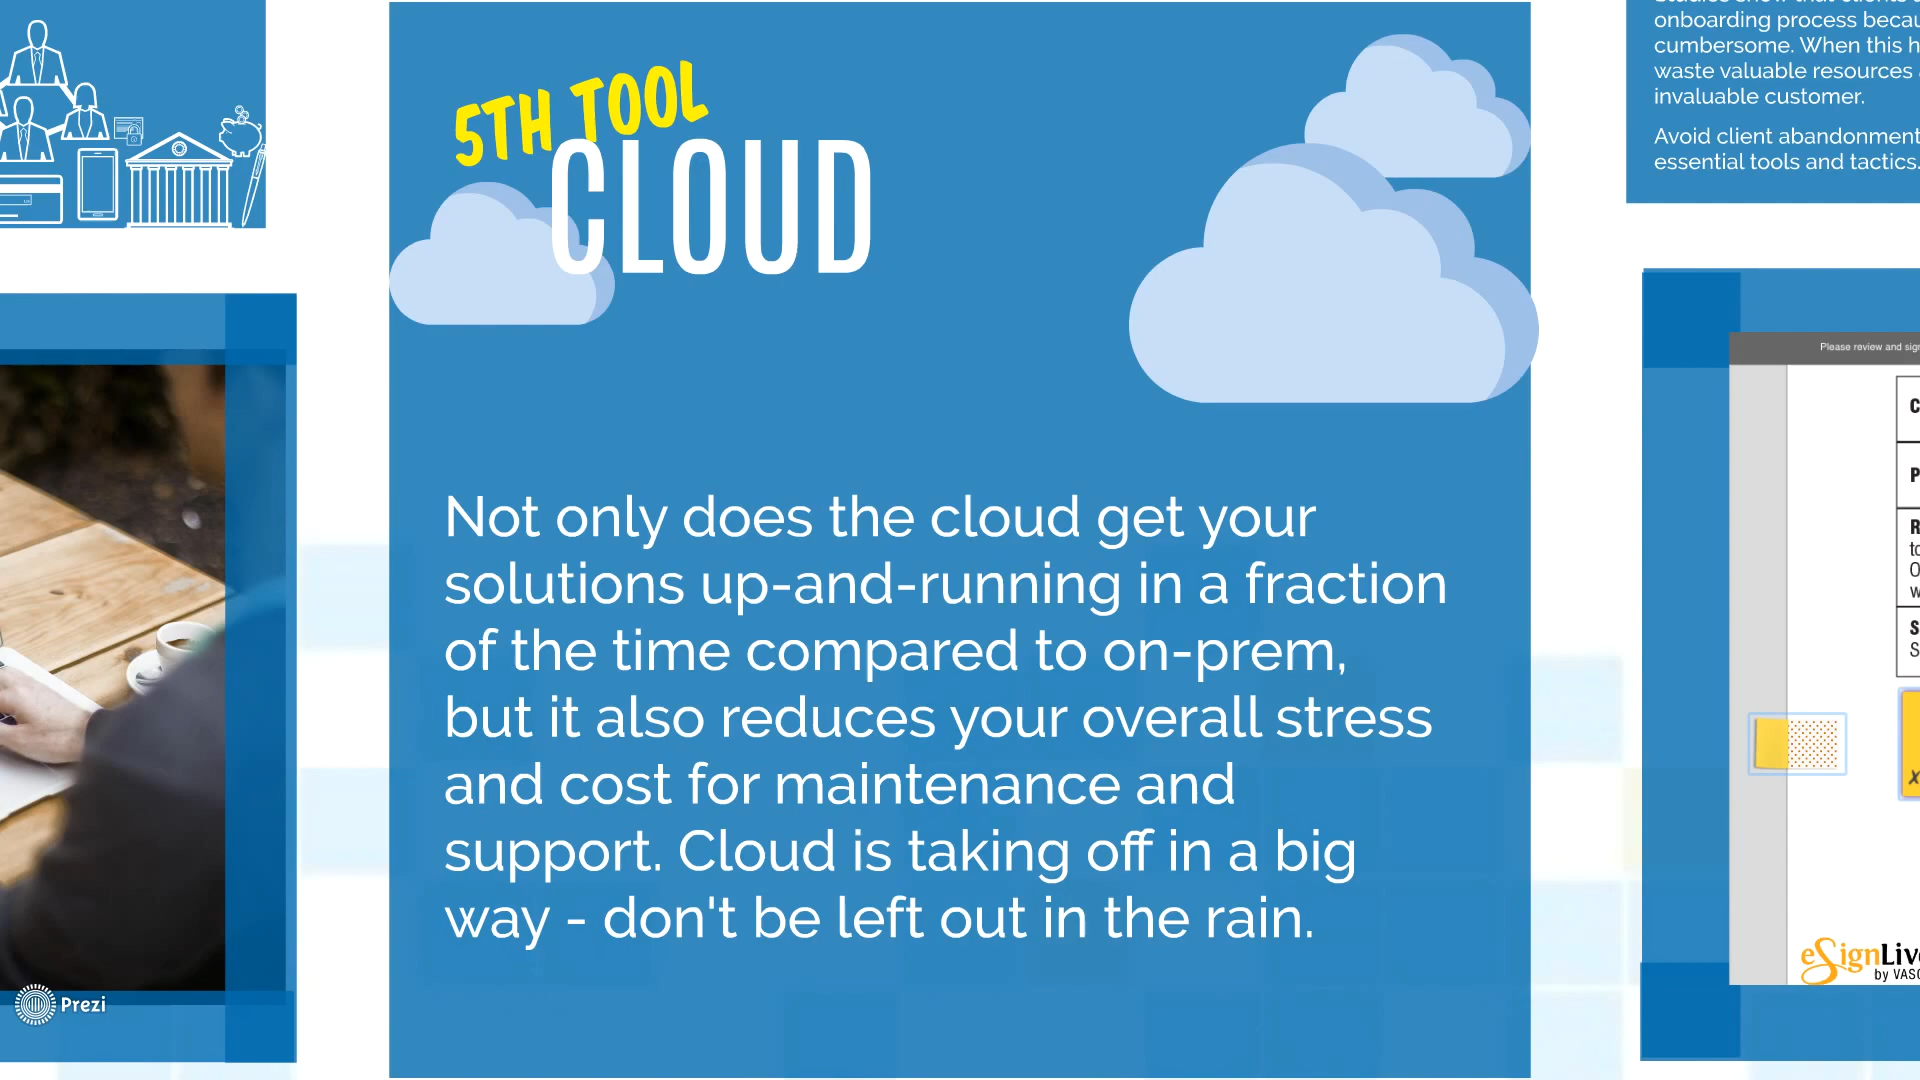 5TH TOOL
CLOUD
Not only does the cloud get your
solutions up-and-running in a fraction
of the time compared to on-prem,
but it also reduces your overall stress
and cost for maintenance and
support. Cloud is taking off in a big
way - don't be left out in the rain.
onboarding process
cumbersome. When this
waste valuable resources
invaluable customer.
Avoid client abandonment
essential tools and tactics.
Please review and
eSignLive
by
Prezi